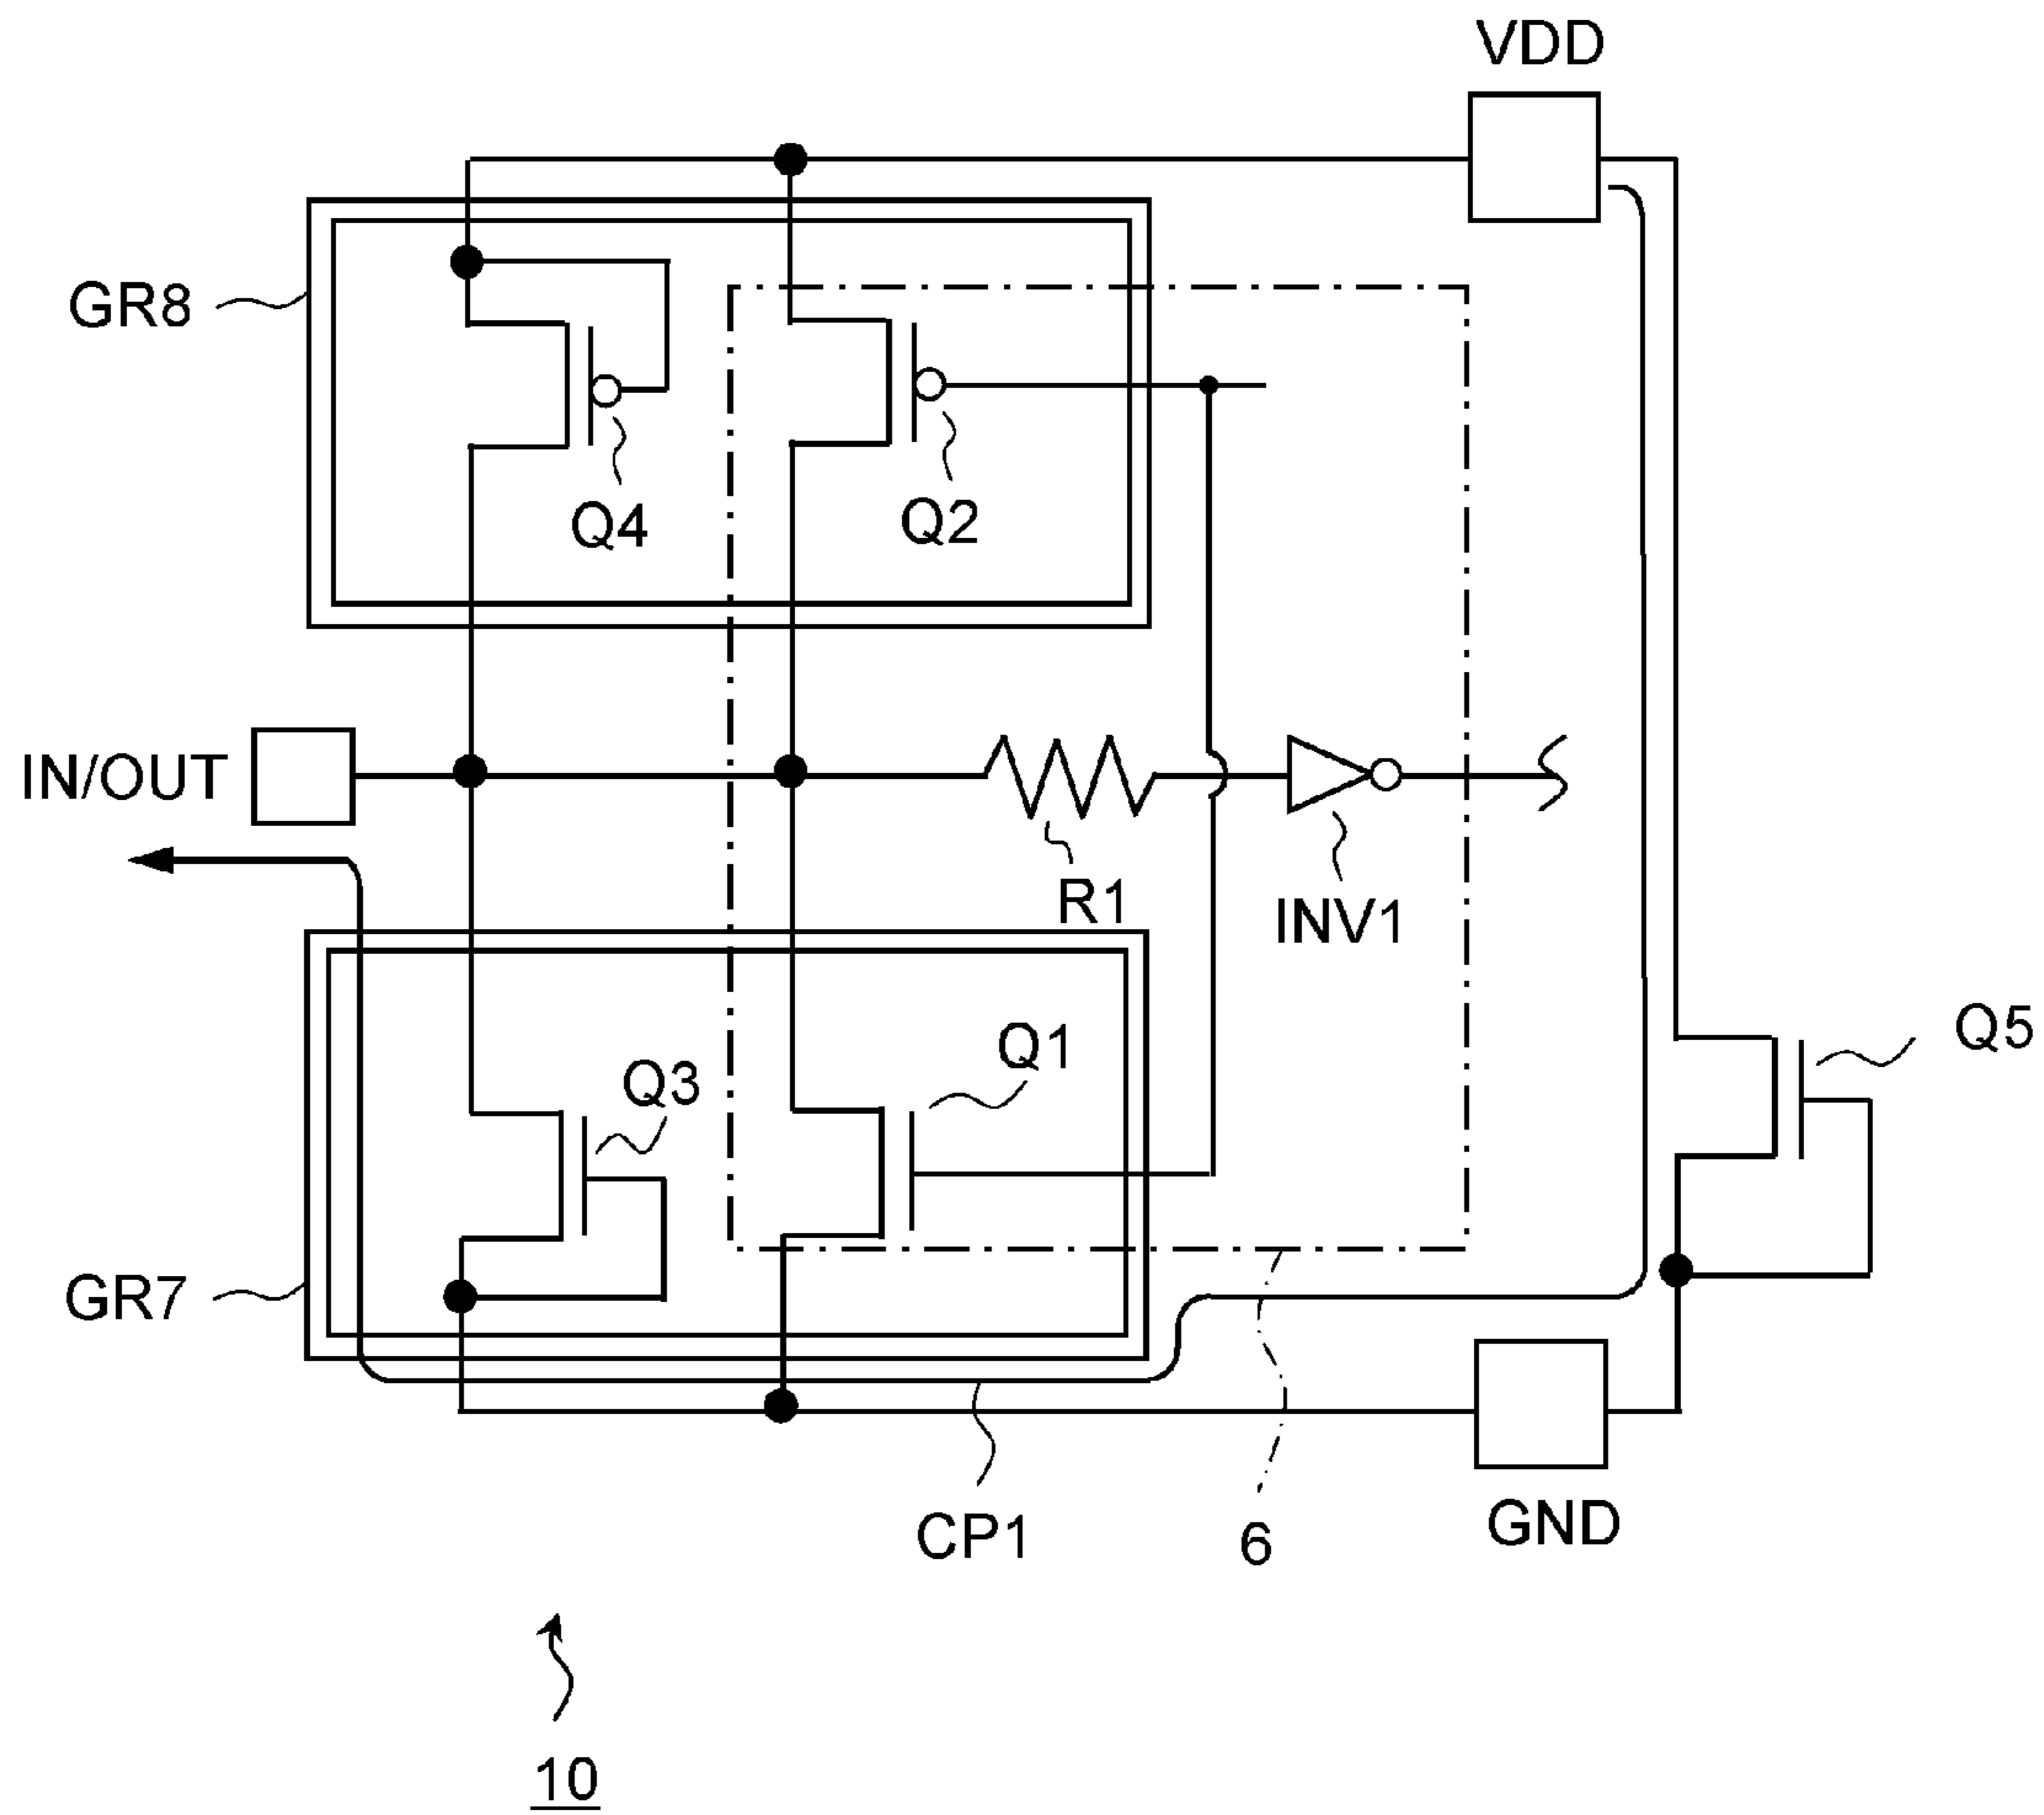 VDD
GR8
Q4
Q2
IN/OUT
R1
INV1
Q5
Q1
Q3
GR7
CP1
6
GND
10